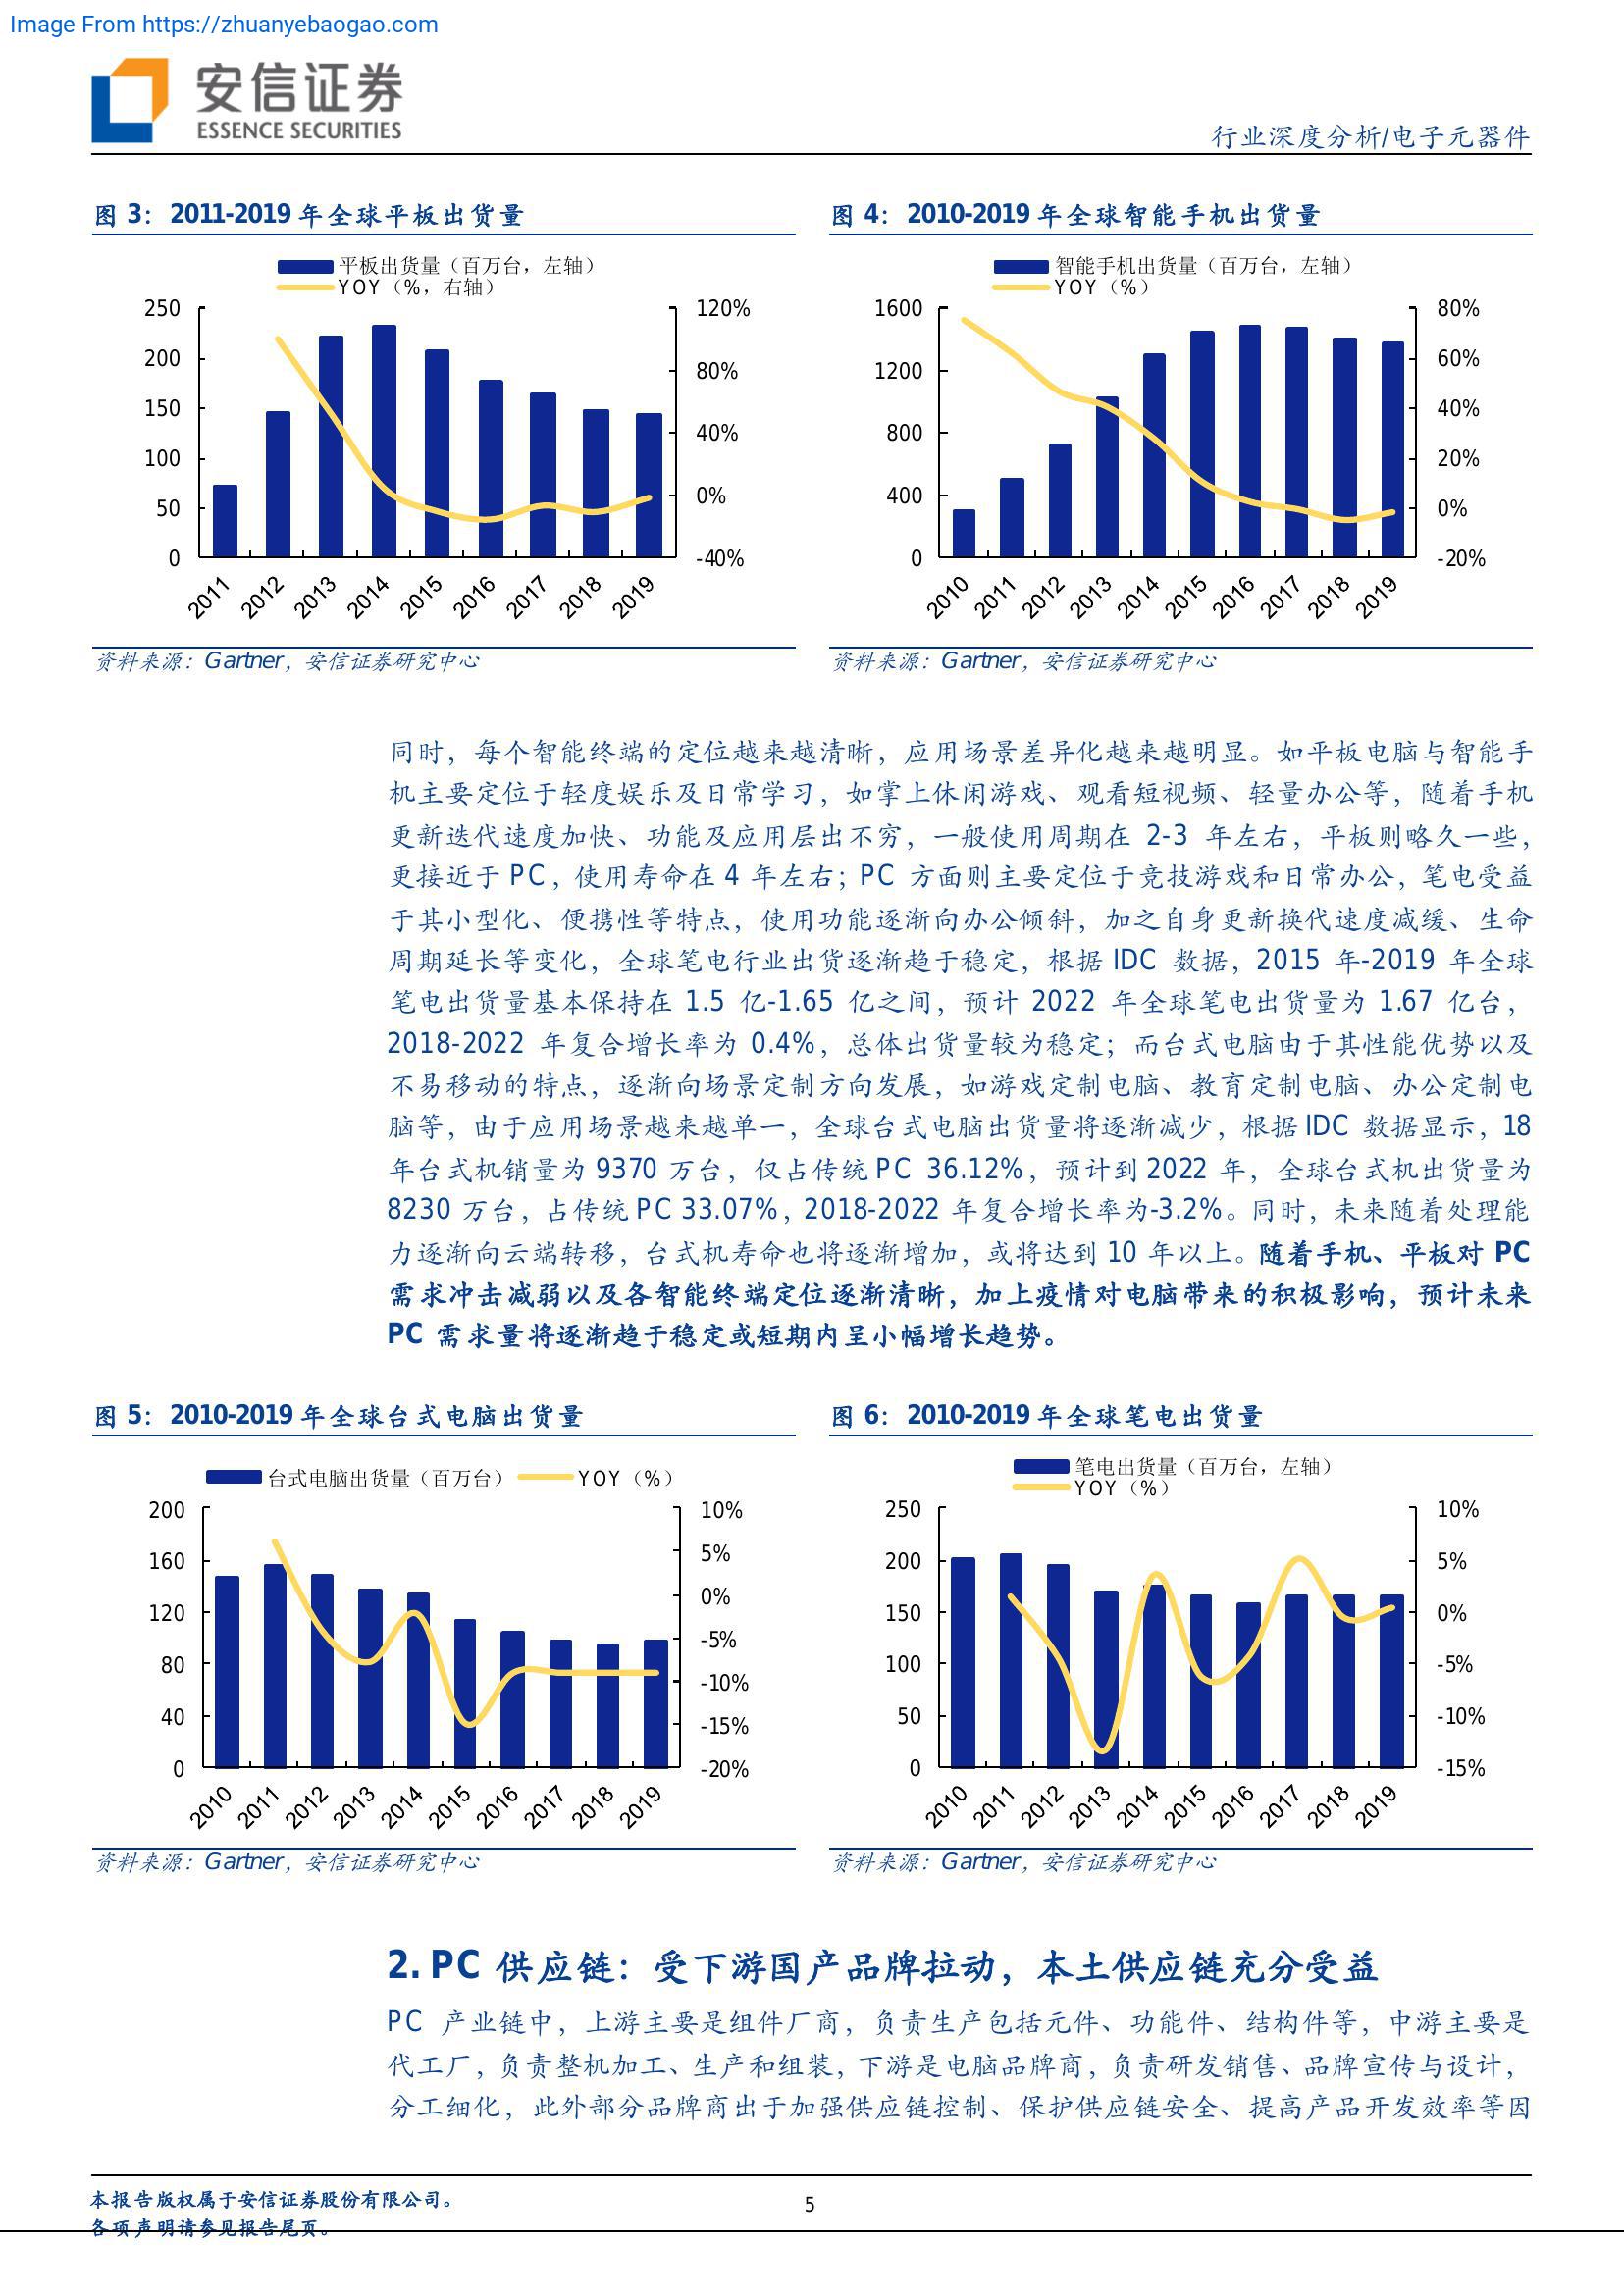 Image From https://zhuanyebaogao.com
安信证券
ESSENCE SECURITIES
行业深度分析/电子元器件
图 3：2011-2019 年全球平板出货量
平板出货量（百万台，左轴）
YOY（%，右轴）
250
200
150
100
50
0
120%
80%
40%
0%
-40%
2011 2012 2013 2014 2015 2016 2017 2018 2019
资料来源：Gartner，安信证券研究中心
图 4：2010-2019 年全球智能手机出货量
智能手机出货量（百万台，左轴）
YOY（%）
1600
1200
800
400
0
80%
60%
40%
20%
0%
-20%
2010 2011 2012 2013 2014 2015 2016 2017 2018 2019
资料来源：Gartner，安信证券研究中心
同时，每个智能终端的定位越来越清晰，应用场景差异化越来越明显。如平板电脑与智能手
机主要定位于轻度娱乐及日常学习，如掌上休闲游戏、观看短视频、轻量办公等，随着手机
更新迭代速度加快、功能及应用层出不穷，一般使用周期在 2-3 年左右，平板则略久一些，
更接近于 PC，使用寿命在 4 年左右；PC 方面则主要定位于竞技游戏和日常办公，笔电受益
于其小型化、便携性等特点，使用功能逐渐向办公倾斜，加之自身更新换代速度减缓、生命
周期延长等变化，全球笔电行业出货逐渐趋于稳定，根据 IDC 数据，2015 年-2019 年全球
笔电出货量基本保持在 1.5 亿-1.65 亿之间，预计 2022 年全球笔电出货量为 1.67 亿台，
2018-2022 年复合增长率为 0.4%，总体出货量较为稳定；而台式电脑由于其性能优势以及
不易移动的特点，逐渐向场景定制方向发展，如游戏定制电脑、教育定制电脑、办公定制电
脑等，由于应用场景越来越单一，全球台式电脑出货量将逐渐减少，根据 IDC 数据显示，18
年台式机销量为 9370 万台，仅占传统 PC 36.12%，预计到 2022 年，全球台式机出货量为
8230 万台，占传统 PC 33.07%，2018-2022 年复合增长率为-3.2%。同时，未来随着处理能
力逐渐向云端转移，台式机寿命也将逐渐增加，或将达到 10 年以上。随着手机、平板对 PC
需求冲击减弱以及各智能终端定位逐渐清晰，加上疫情对电脑带来的积极影响，预计未来
PC 需求量将逐渐趋于稳定或短期内呈小幅增长趋势。
图 5：2010-2019 年全球台式电脑出货量
台式电脑出货量（百万台） YOY（%）
200
160
120
80
40
0
10%
5%
0%
-5%
-10%
-15%
-20%
2010 2011 2012 2013 2014 2015 2016 2017 2018 2019
资料来源：Gartner，安信证券研究中心
图 6：2010-2019 年全球笔电出货量
笔电出货量（百万台，左轴）
YOY（%）
250
200
150
100
50
0
10%
5%
0%
-5%
-10%
-15%
2010 2011 2012 2013 2014 2015 2016 2017 2018 2019
资料来源：Gartner，安信证券研究中心
2. PC 供应链：受下游国产品牌拉动，本土供应链充分受益
PC 产业链中，上游主要是组件厂商，负责生产包括元件、功能件、结构件等，中游主要是
代工厂，负责整机加工、生产和组装，下游是电脑品牌商，负责研发销售、品牌宣传与设计，
分工细化，此外部分品牌商出于加强供应链控制、保护供应链安全、提高产品开发效率等因
本报告版权属于安信证券股份有限公司。
5
各项声明请参见报告尾页。